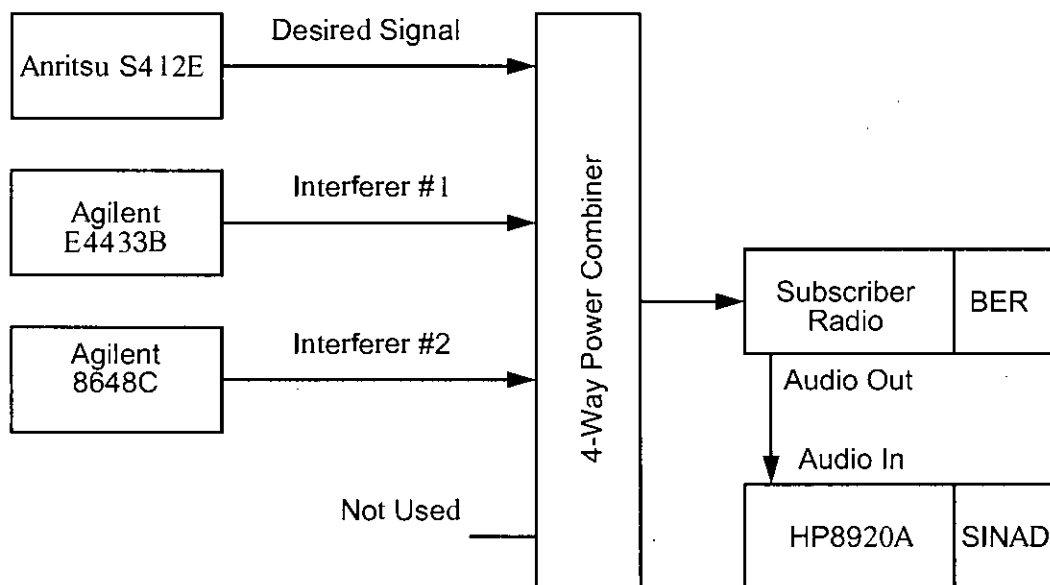 Desired Signal
Anritsu S412E
Interferer #1
Agilent
E4433B
Interferer #2
Agilent
8648C
Not Used
4-Way Power Combiner
Subscriber
Radio
BER
Audio Out
Audio In
HP8920A
SINAD